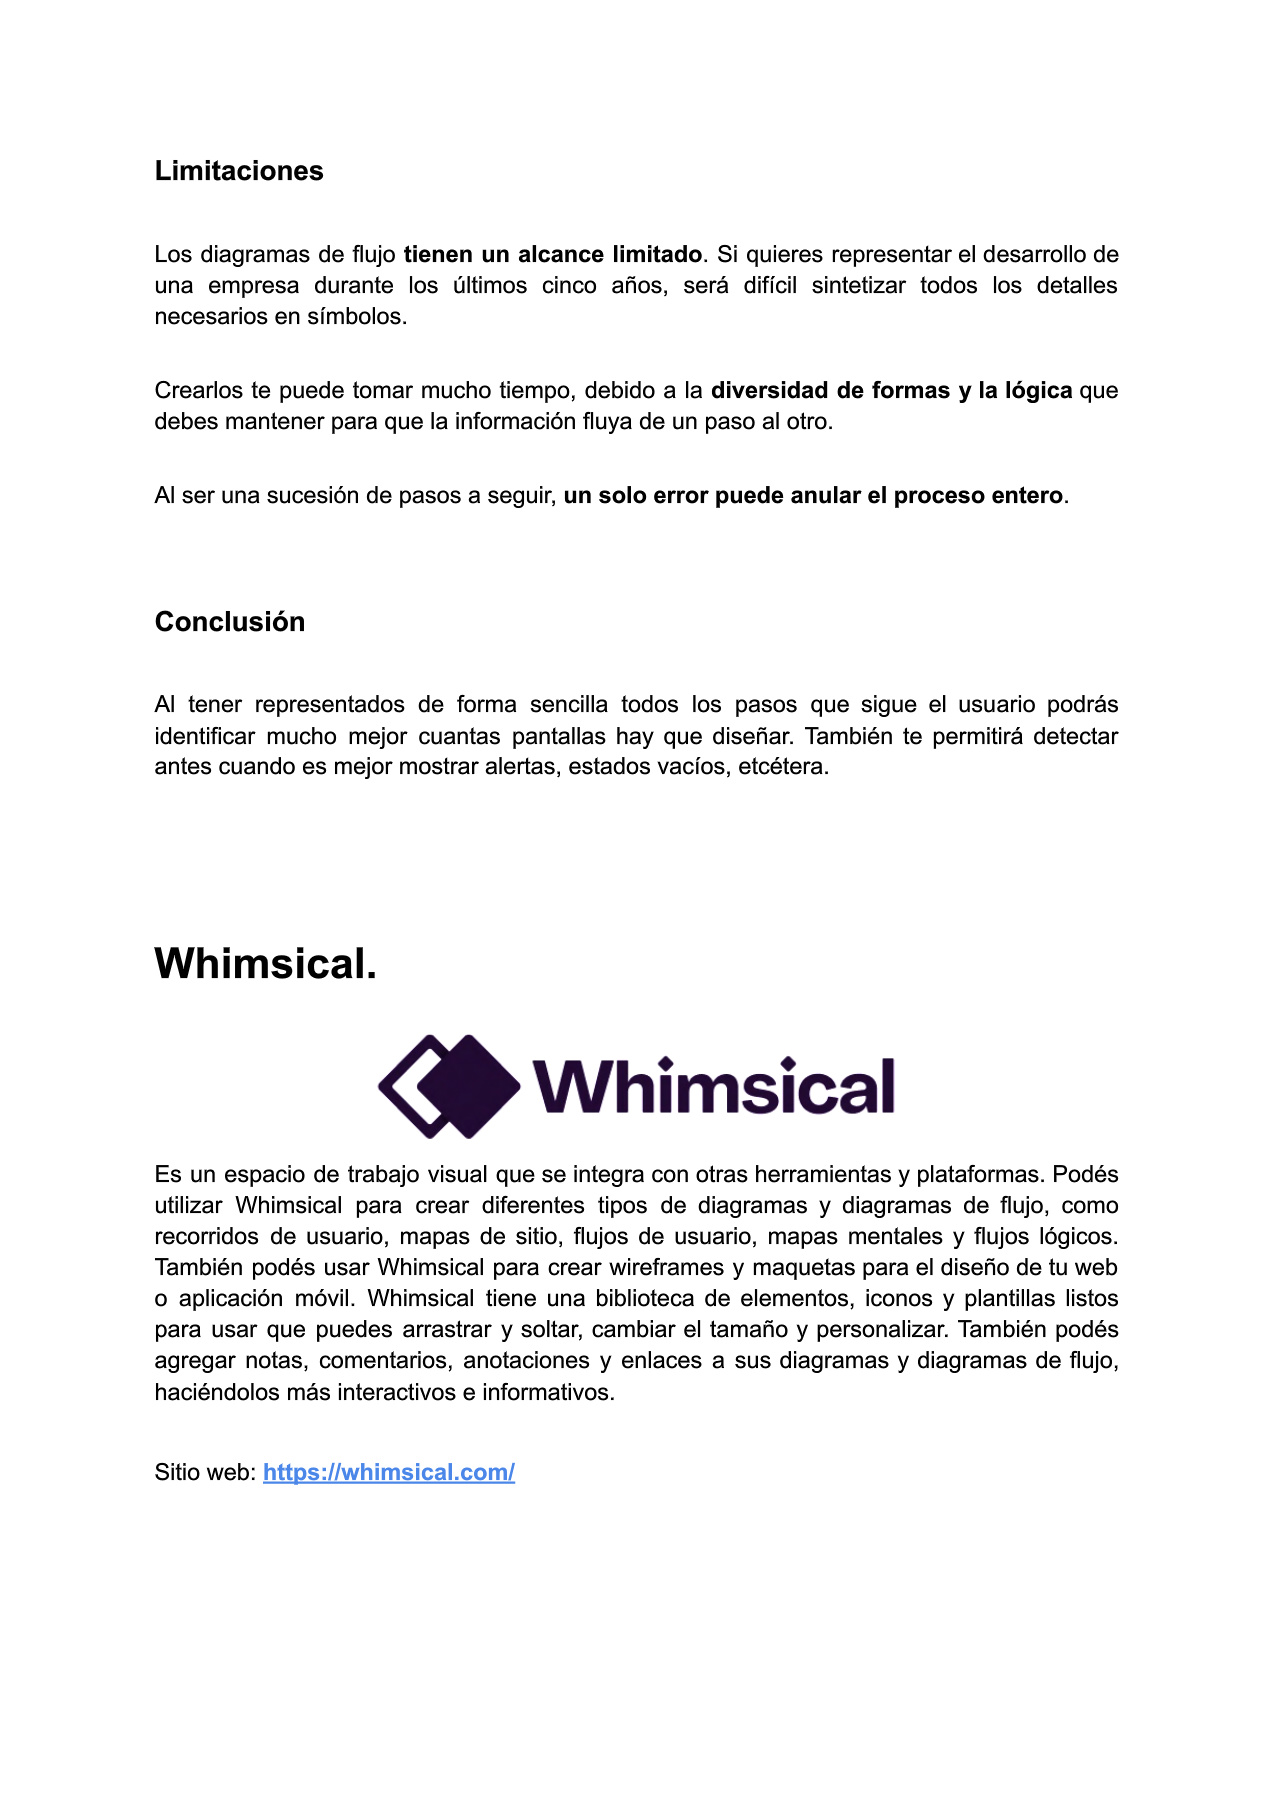 Limitaciones
Los diagramas de flujo tienen un alcance limitado. Si quieres representar el desarrollo de
una empresa durante los últimos cinco años, será difícil sintetizar todos los detalles
necesarios en símbolos.
Crearlos te puede tomar mucho tiempo, debido a la diversidad de formas y la lógica que
debes mantener para que la información fluya de un paso al otro.
Al ser una sucesión de pasos a seguir, un solo error puede anular el proceso entero.
Conclusión
Al tener representados de forma sencilla todos los pasos que sigue el usuario podrás
identificar mucho mejor cuantas pantallas hay que diseñar. También te permitirá detectar
antes cuando es mejor mostrar alertas, estados vacíos, etcétera.
Whimsical.
Whimsical
Es un espacio de trabajo visual que se integra con otras herramientas y plataformas. Podés
utilizar Whimsical para crear diferentes tipos de diagramas y diagramas de flujo, como
recorridos de usuario, mapas de sitio, flujos de usuario, mapas mentales y flujos lógicos.
También podés usar Whimsical para crear wireframes y maquetas para el diseño de tu web
o aplicación móvil. Whimsical tiene una biblioteca de elementos, iconos y plantillas listos
para usar que puedes arrastrar y soltar, cambiar el tamaño y personalizar. También podés
agregar notas, comentarios, anotaciones y enlaces a sus diagramas y diagramas de flujo,
haciéndolos más interactivos e informativos.
Sitio web: https://whimsical.com/